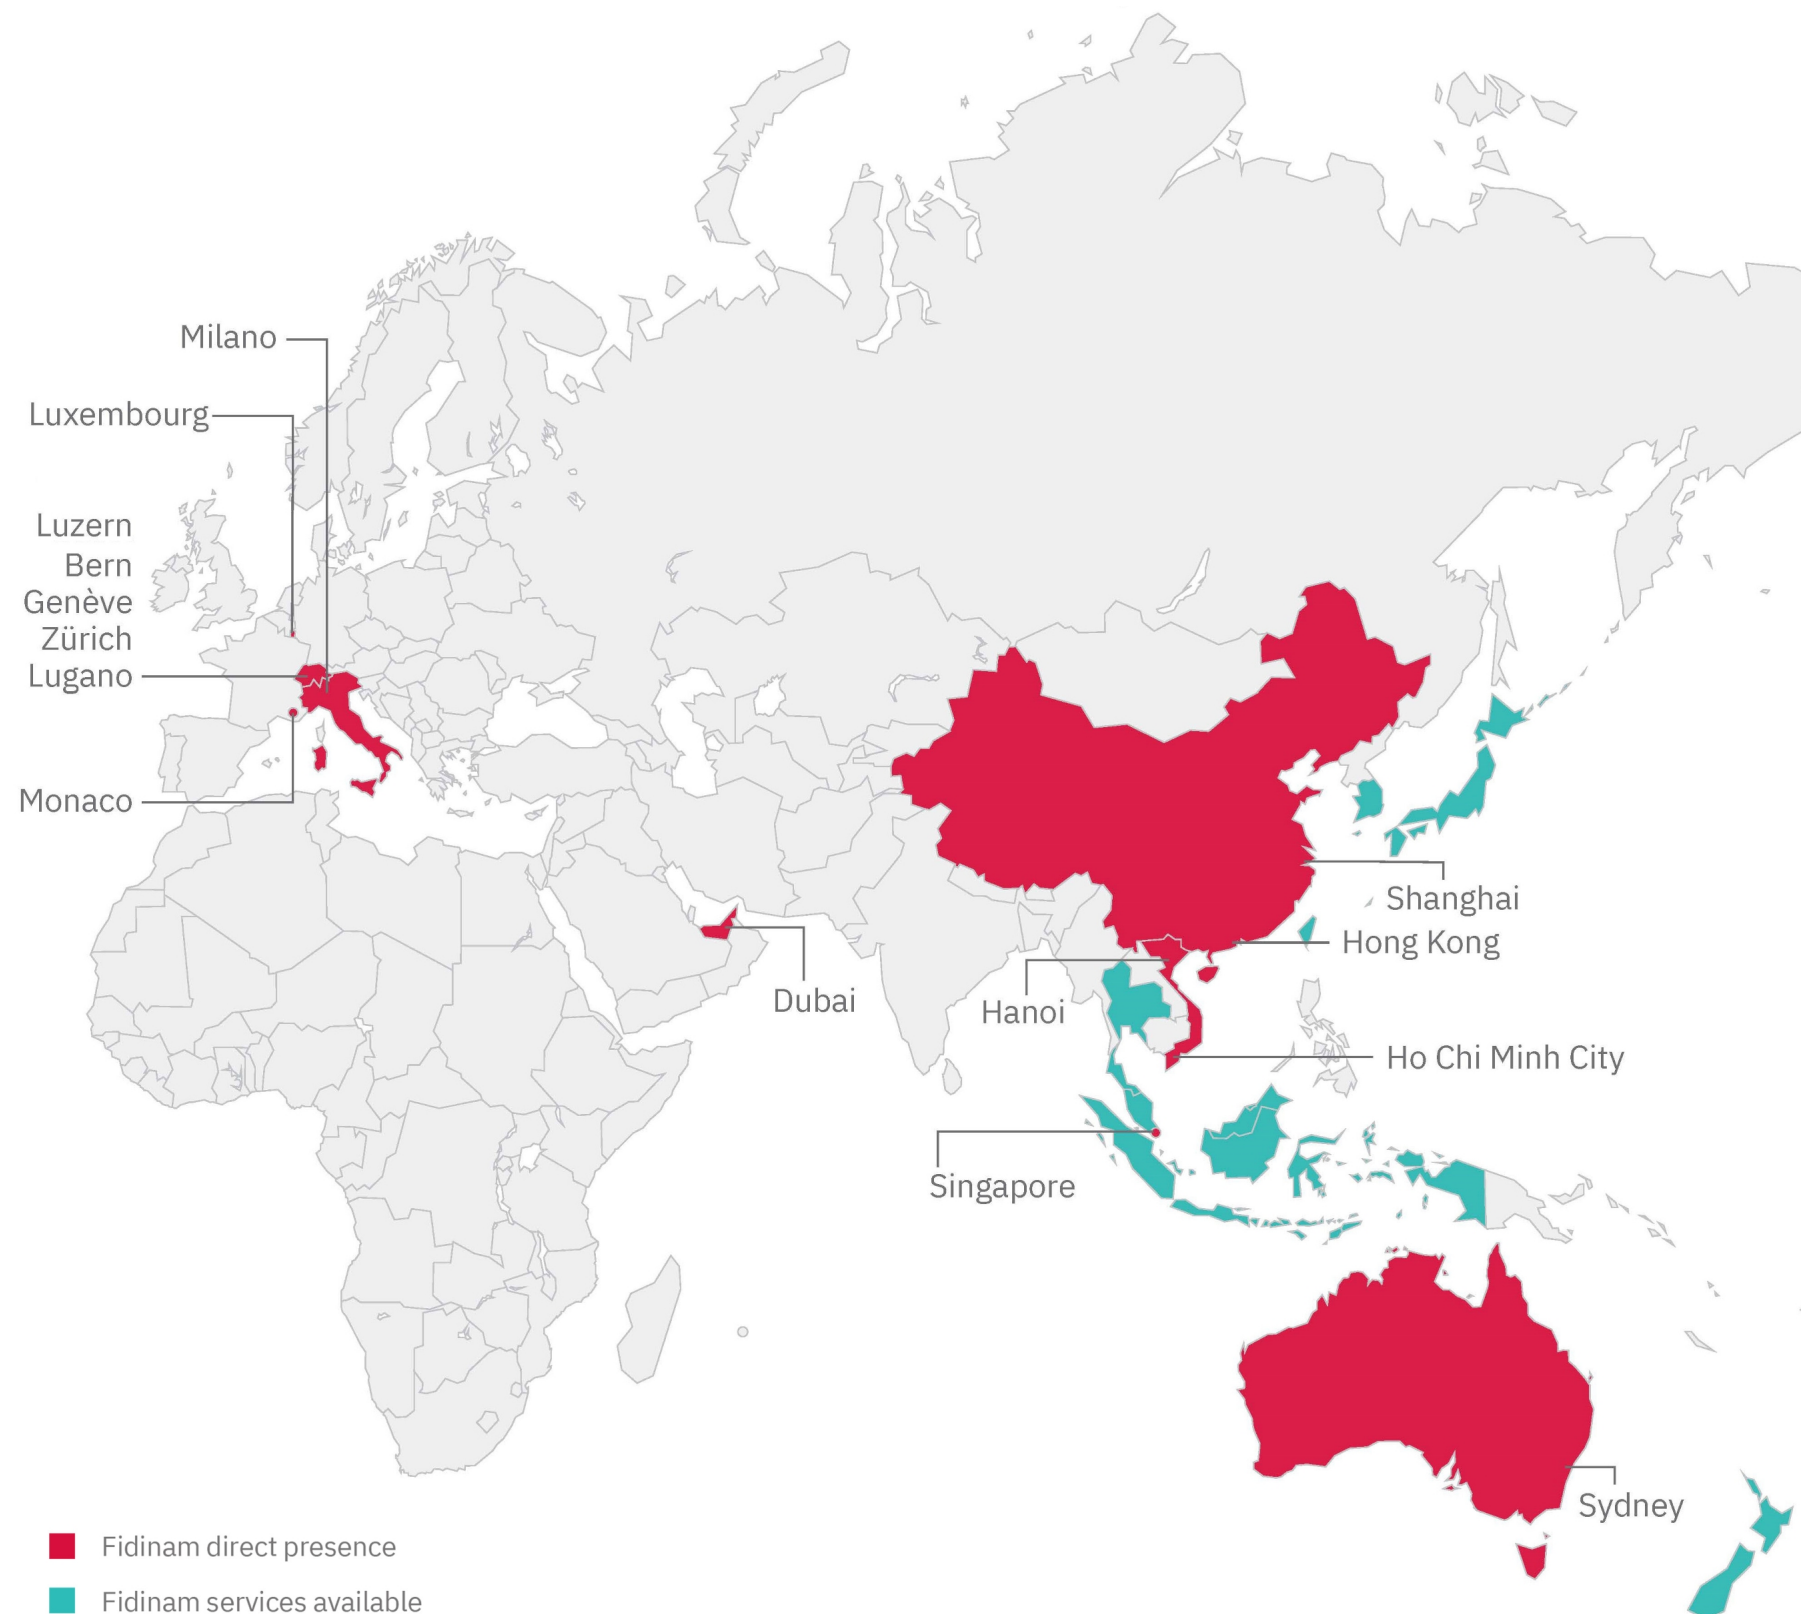 Milano
Luxembourg
Luzern
Bern
Genève
Zürich
Lugano
Monaco
Dubai
Shanghai
Hong Kong
Hanoi
Ho Chi Minh City
Singapore
Sydney
Fidinam direct presence
Fidinam services available